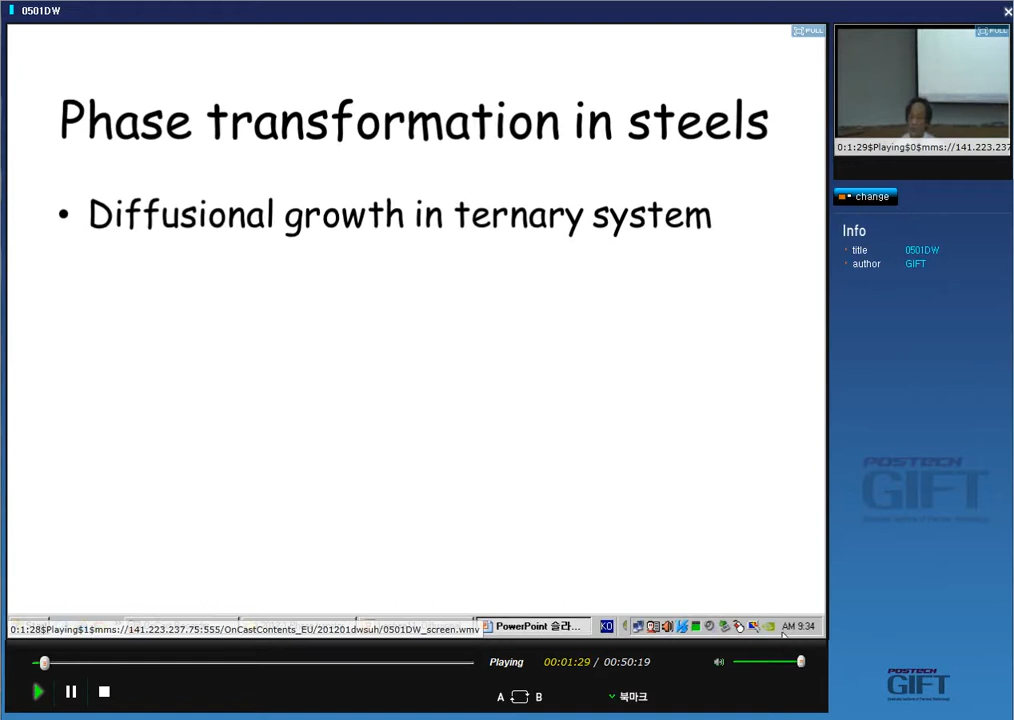 0501DW
FULL
Phase transformation in steels
• Diffusional growth in ternary system
FULL
0:1:29$Playing$0$mms://141.223.237
change
Info
title 0501DW
author GIFT
POSTECH
GIFT
0:1:28$Playing$1$mms://141.223.237.75:555/OnCastContents_EU/201201dwsuh/0501DW_screen.wmv
PowerPoint 슬라...
KO
AM 9:34
Playing 00:01:29 / 00:50:19
A B 북마크
POSTECH
GIFT